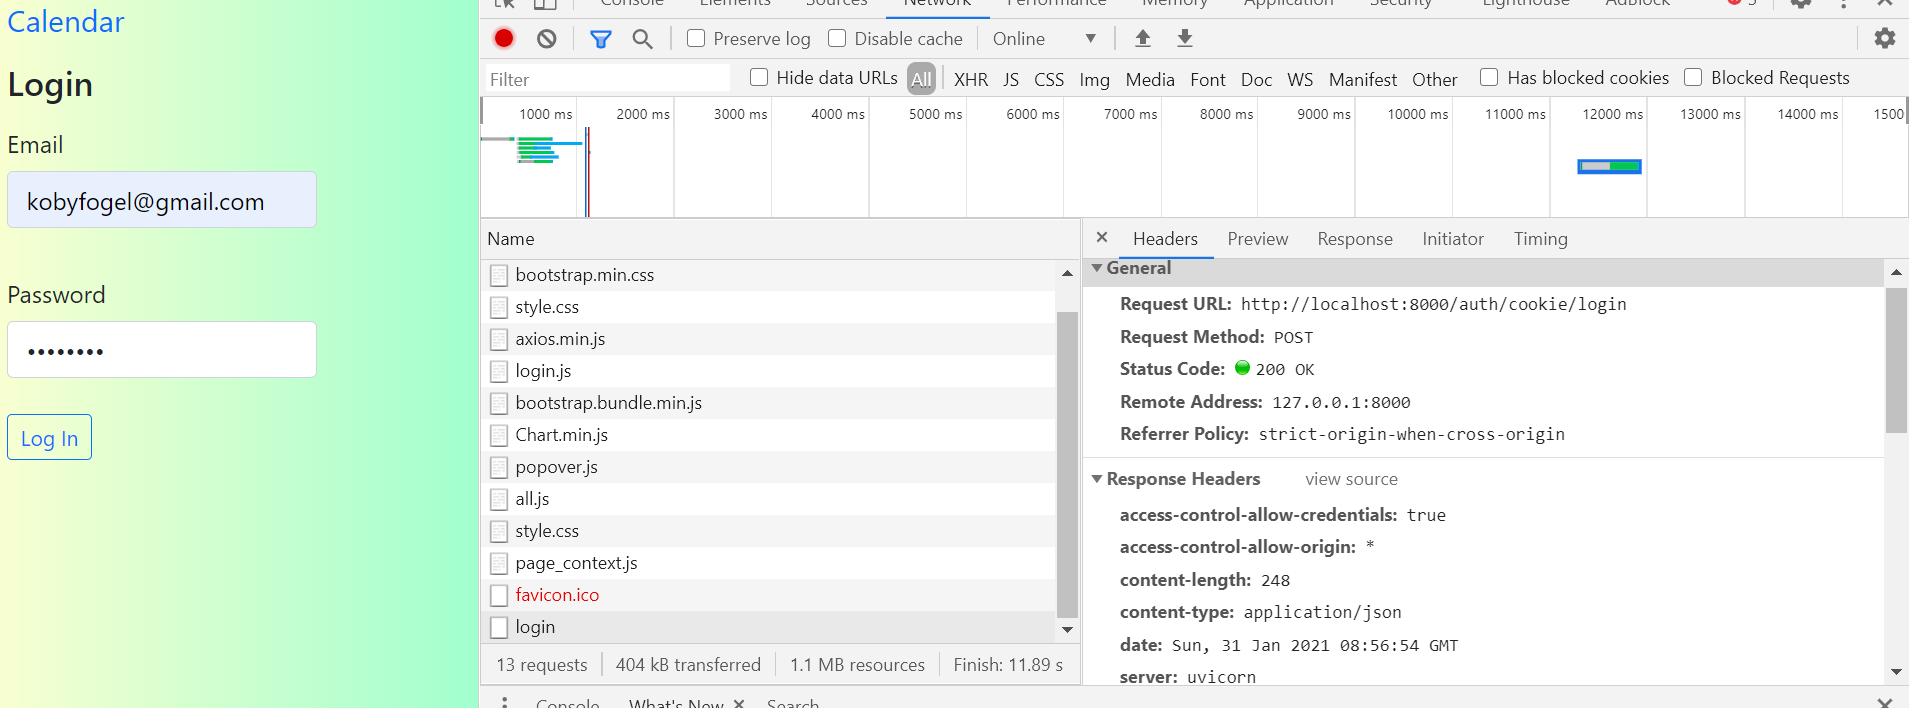 Calendar
Login
Email
kobyfogel@gmail.com
Password
••••••••
Log In
Console Elements Sources Network Performance Memory Application Security Lighthouse AdBlock
Preserve log Disable cache Online
Filter Hide data URLs All XHR JS CSS Img Media Font Doc WS Manifest Other Has blocked cookies Blocked Requests
1000 ms 2000 ms 3000 ms 4000 ms 5000 ms 6000 ms 7000 ms 8000 ms 9000 ms 10000 ms 11000 ms 12000 ms 13000 ms 14000 ms 1500
Name
bootstrap.min.css
style.css
axios.min.js
login.js
bootstrap.bundle.min.js
Chart.min.js
popover.js
all.js
style.css
page_context.js
favicon.ico
login
13 requests 404 kB transferred 1.1 MB resources Finish: 11.89 s
Headers Preview Response Initiator Timing
General
Request URL: http://localhost:8000/auth/cookie/login
Request Method: POST
Status Code: 200 OK
Remote Address: 127.0.0.1:8000
Referrer Policy: strict-origin-when-cross-origin
Response Headers view source
access-control-allow-credentials: true
access-control-allow-origin: *
content-length: 248
content-type: application/json
date: Sun, 31 Jan 2021 08:56:54 GMT
server: uvicorn
Console What's New Search